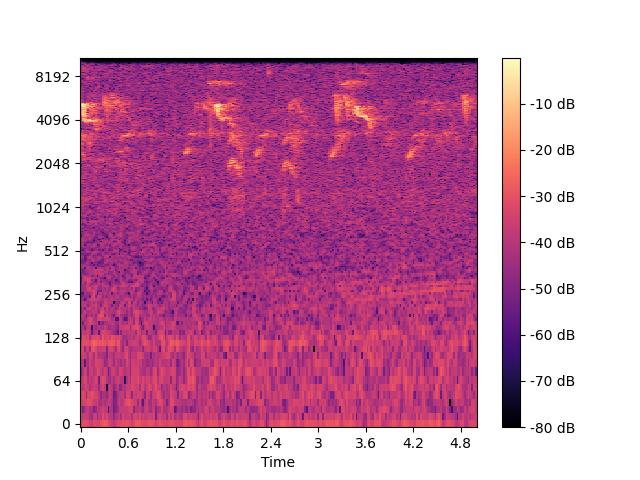 8192
4096
2048
1024
512
256
128
64
0
Hz
0 0.6 1.2 1.8 2.4 3 3.6 4.2 4.8
Time
-10 dB
-20 dB
-30 dB
-40 dB
-50 dB
-60 dB
-70 dB
-80 dB